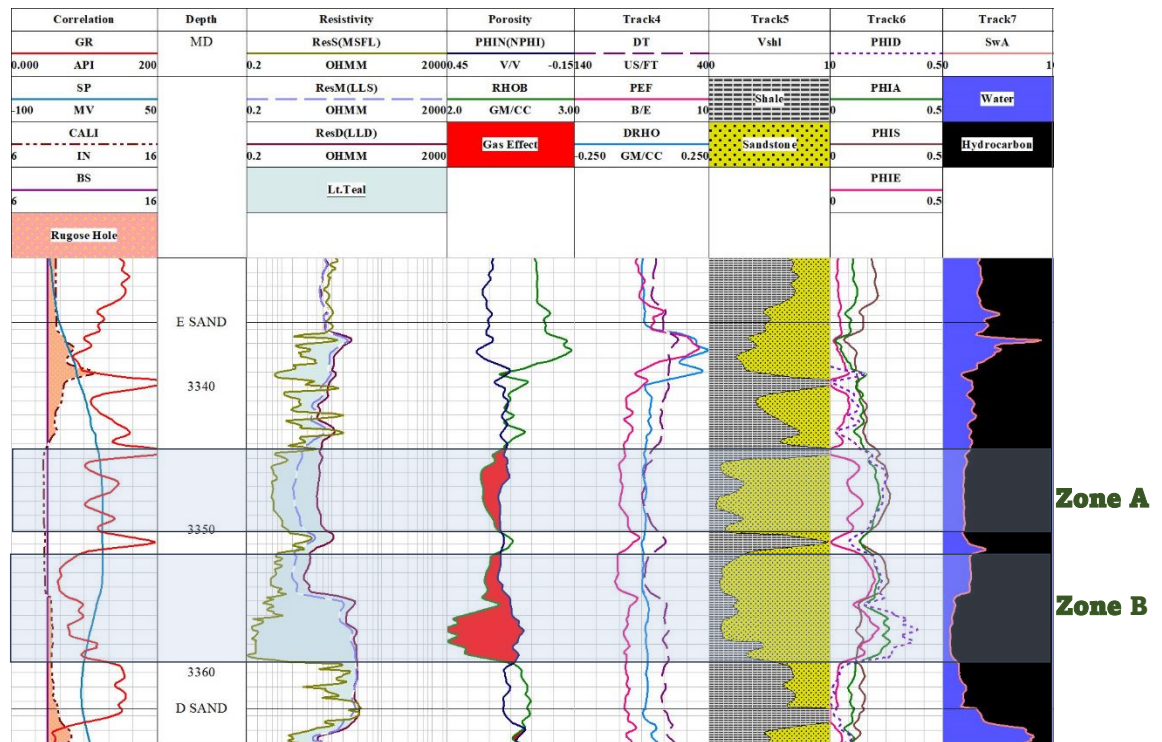 Correlation Depth Resistivity Porosity Track4 Track5 Track6 Track7
GR MD ResS(MSFL) PHIN(NPHI) DT Vshl PHID SwA
0.000 API 200 0.2 OHMM 2000 0.45 V/V -0.15 140 US/FT 40 0 1 0 0.5 0 1
SP ResM(LLS) RHOB PEF Shale PHIA Water
-100 MV 50 0.2 OHMM 2000 2.0 GM/CC 3.0 0 B/E 10 0 0.5
CALI ResD(LLD) Gas Effect DRHO Sandstone PHIS Hydrocarbon
6 IN 16 0.2 OHMM 2000 -0.250 GM/CC 0.250 0 0.5
BS Lt.Teal PHIE
6 16 0 0.5
Rugose Hole
E SAND
3340
Zone A
3350
Zone B
3360
D SAND